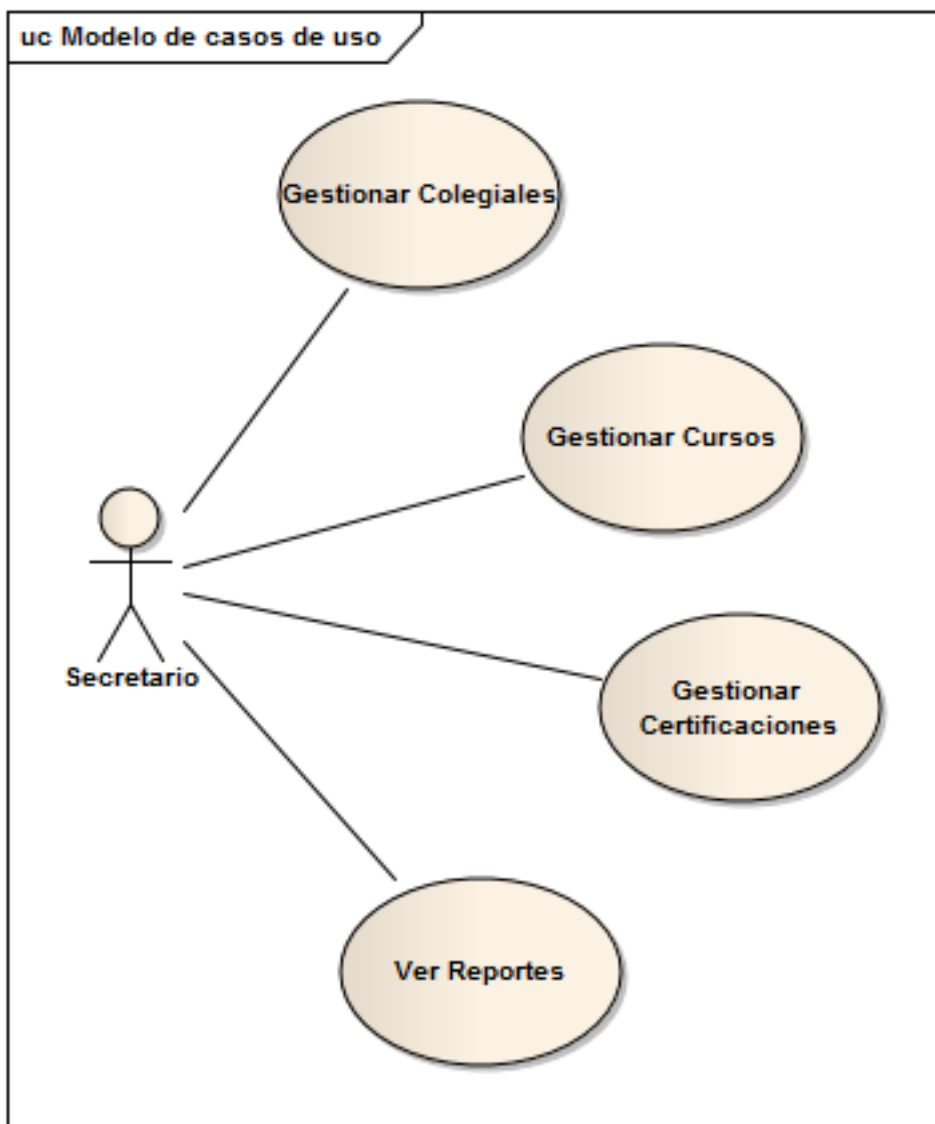 uc Modelo de casos de uso
Gestionar Colegiales
Gestionar Cursos
Secretario
Gestionar
Certificaciones
Ver Reportes